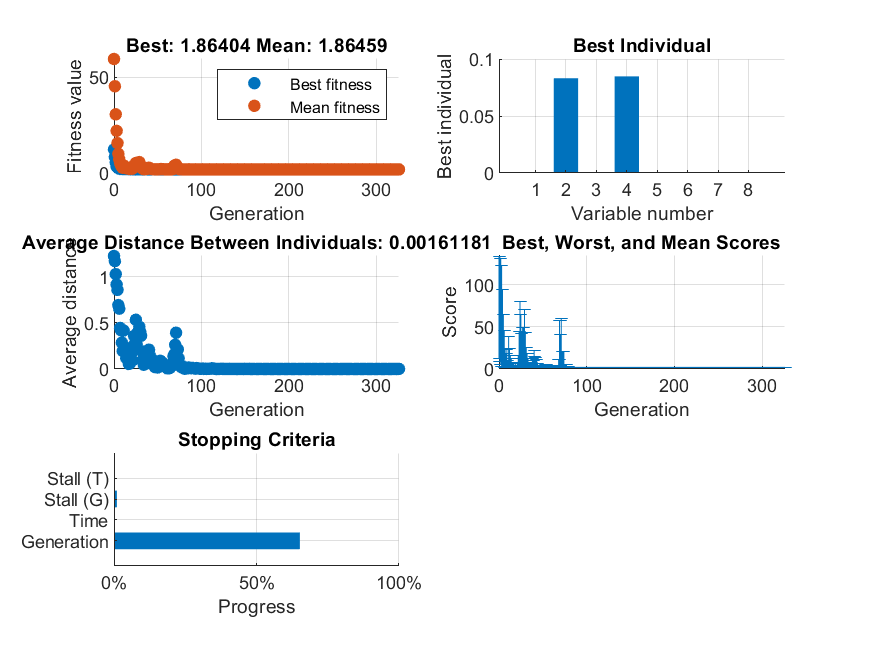 Best: 1.86404 Mean: 1.86459
Fitness value
50
0
Best fitness
Mean fitness
0 100 200 300
Generation
Best Individual
Best individual
0.1
0.05
0
1 2 3 4 5 6 7 8
Variable number
Average Distance Between Individuals: 0.00161181
Average distance
1
0.5
0
0 100 200 300
Generation
Best, Worst, and Mean Scores
Score
100
50
0
0 100 200 300
Generation
Stopping Criteria
Stall (T)
Stall (G)
Time
Generation
0% 50% 100%
Progress